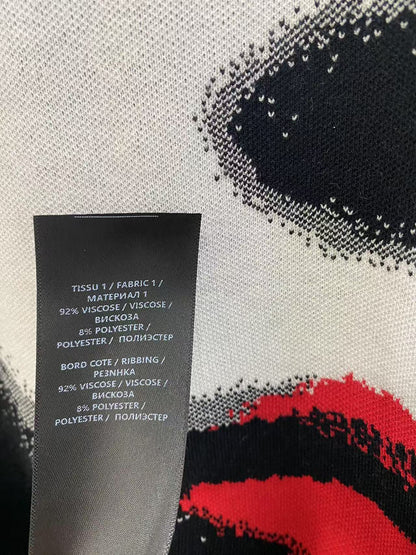 TISSU 1 / FABRIC 1 /
МАТЕРИАЛ 1
92% VISCOSE / VISCOSE /
ВИСКОЗА
8% POLYESTER /
POLYESTER / ПОЛИЭСТЕР
BORD COTE / RIBBING /
РЕЗИНКА
92% VISCOSE / VISCOSE /
ВИСКОЗА
8% POLYESTER /
POLYESTER / ПОЛИЭСТЕР